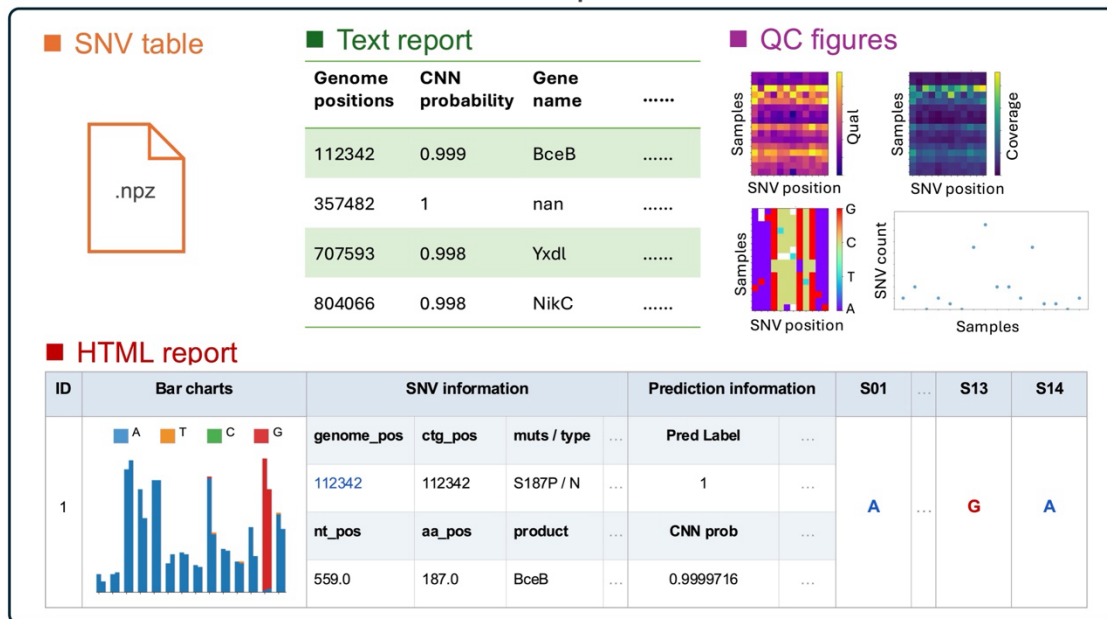 SNV table
.npz
Text report
Genome positions CNN probability Gene name ......
112342 0.999 BceB ......
357482 1 nan ......
707593 0.998 Yxdl ......
804066 0.998 NikC ......
QC figures
Samples
SNV position
Qual
Samples
SNV position
Coverage
Samples
SNV position
G
C
T
A
SNV count
Samples
HTML report
ID Bar charts SNV information Prediction information S01 ... S13 S14
A T C G
genome_pos ctg_pos muts / type ... Pred Label ...
112342 112342 S187P / N ... 1 ...
1 A ... G A
nt_pos aa_pos product ... CNN prob ...
559.0 187.0 BceB ... 0.9999716 ...